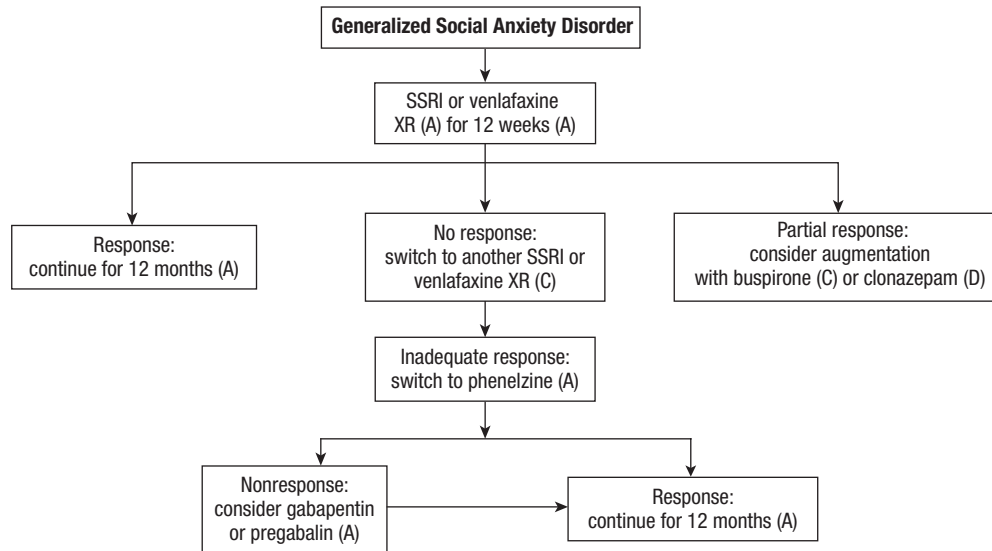 Generalized Social Anxiety Disorder
SSRI or venlafaxine
XR (A) for 12 weeks (A)
Response:
continue for 12 months (A)
No response:
switch to another SSRI or
venlafaxine XR (C)
Partial response:
consider augmentation
with buspirone (C) or clonazepam (D)
Inadequate response:
switch to phenelzine (A)
Nonresponse:
consider gabapentin
or pregabalin (A)
Response:
continue for 12 months (A)